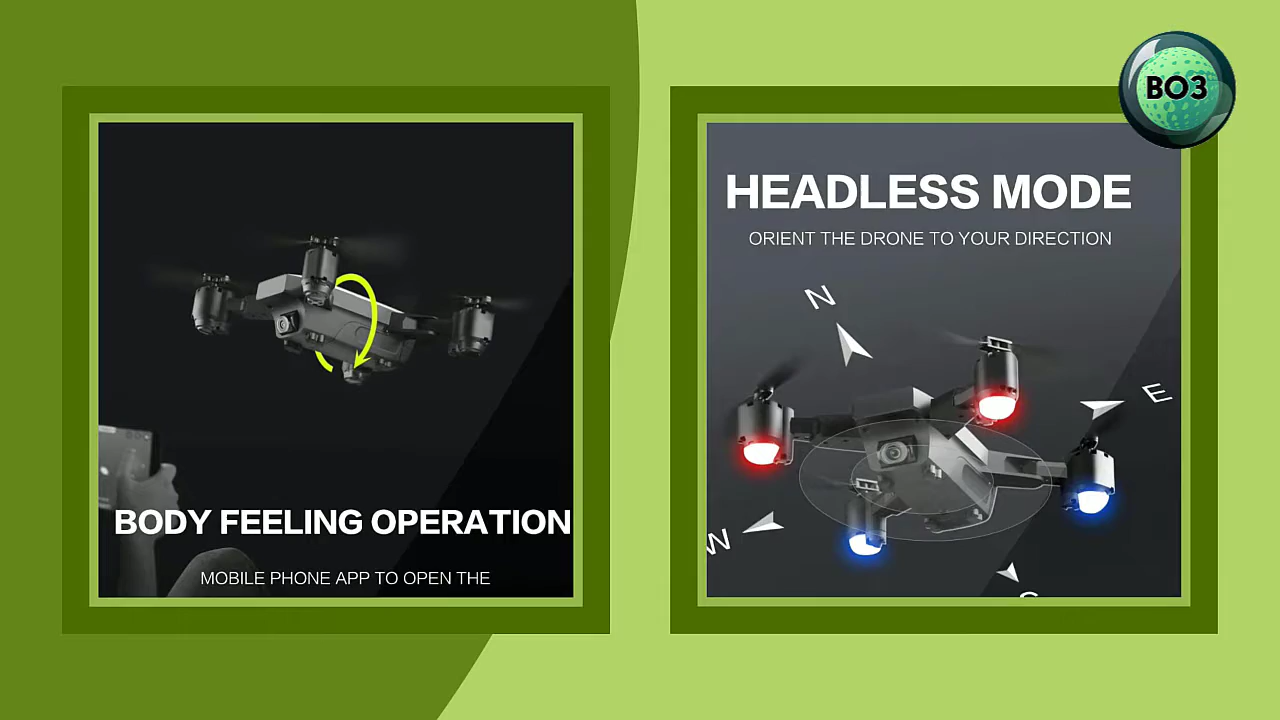 BO3
BODY FEELING OPERATION
MOBILE PHONE APP TO OPEN THE
HEADLESS MODE
ORIENT THE DRONE TO YOUR DIRECTION
N
E
W